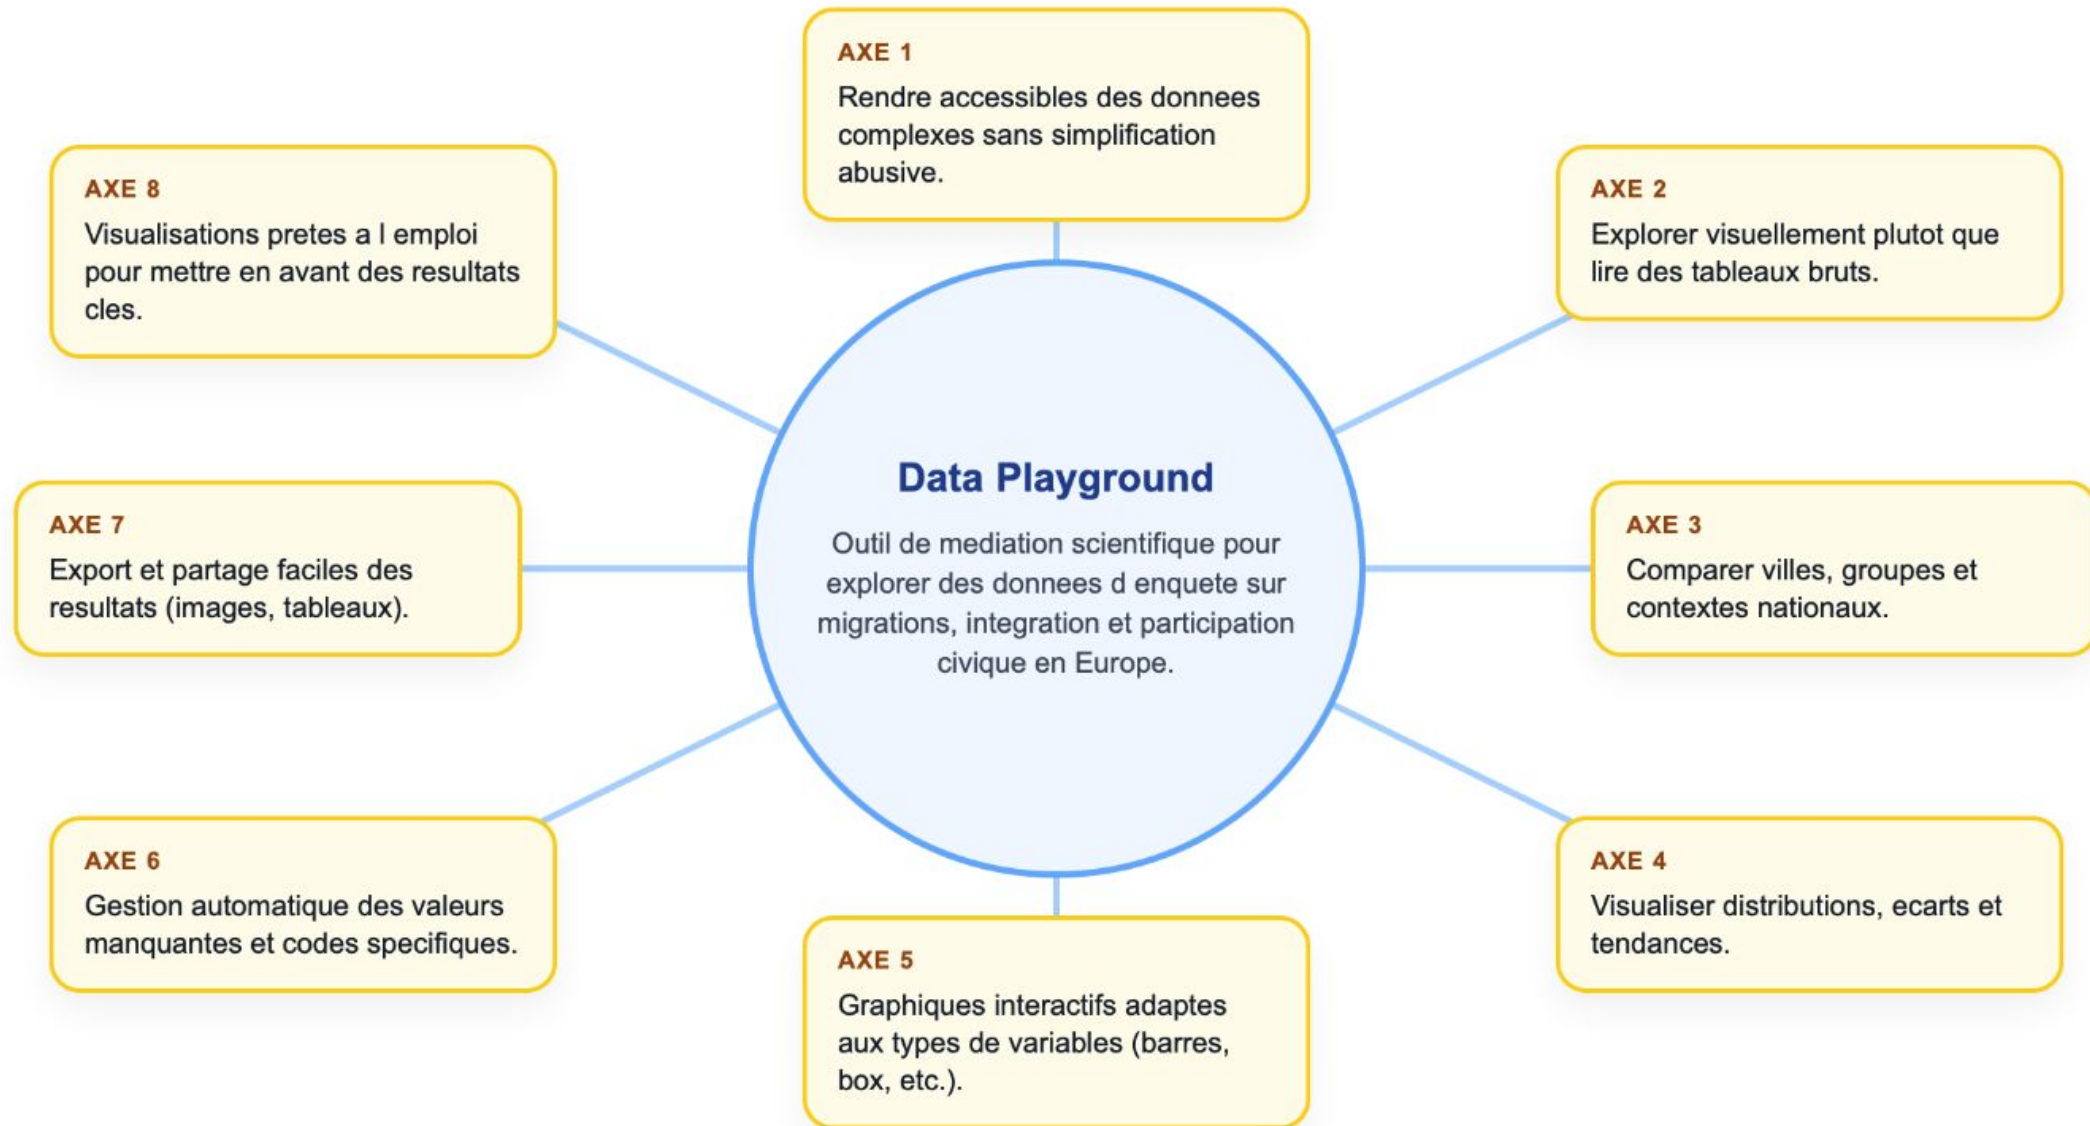 AXE 1
Rendre accessibles des donnees
complexes sans simplification
abusive.
AXE 8
Visualisations pretes a l emploi
pour mettre en avant des resultats
cles.
AXE 2
Explorer visuellement plutot que
lire des tableaux bruts.
Data Playground
Outil de mediation scientifique pour
explorer des donnees d enquete sur
migrations, integration et participation
civique en Europe.
AXE 7
Export et partage faciles des
resultats (images, tableaux).
AXE 3
Comparer villes, groupes et
contextes nationaux.
AXE 6
Gestion automatique des valeurs
manquantes et codes specifiques.
AXE 4
Visualiser distributions, ecarts et
tendances.
AXE 5
Graphiques interactifs adaptes
aux types de variables (barres,
box, etc.).